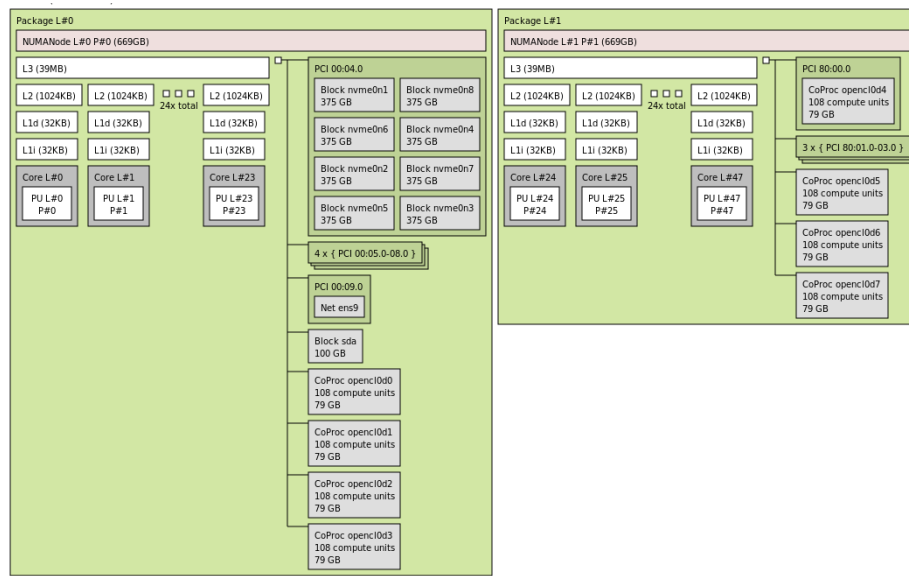 Package L#0
NUMANode L#0 P#0 (669GB)
L3 (39MB)
L2 (1024KB) L2 (1024KB) 24x total L2 (1024KB)
L1d (32KB) L1d (32KB) L1d (32KB)
L1i (32KB) L1i (32KB) L1i (32KB)
Core L#0 Core L#1 Core L#23
PU L#0 PU L#1 PU L#23
P#0 P#1 P#23
PCI 00:04.0
Block nvme0n1 Block nvme0n8
375 GB 375 GB
Block nvme0n6 Block nvme0n4
375 GB 375 GB
Block nvme0n2 Block nvme0n7
375 GB 375 GB
Block nvme0n5 Block nvme0n3
375 GB 375 GB
4 x { PCI 00:05.0-08.0 }
PCI 00:09.0
Net ens9
Block sda
100 GB
CoProc opencl0d0
108 compute units
79 GB
CoProc opencl0d1
108 compute units
79 GB
CoProc opencl0d2
108 compute units
79 GB
CoProc opencl0d3
108 compute units
79 GB
Package L#1
NUMANode L#1 P#1 (669GB)
L3 (39MB)
L2 (1024KB) L2 (1024KB) 24x total L2 (1024KB)
L1d (32KB) L1d (32KB) L1d (32KB)
L1i (32KB) L1i (32KB) L1i (32KB)
Core L#24 Core L#25 Core L#47
PU L#24 PU L#25 PU L#47
P#24 P#25 P#47
PCI 80:00.0
CoProc opencl0d4
108 compute units
79 GB
3 x { PCI 80:01.0-03.0 }
CoProc opencl0d5
108 compute units
79 GB
CoProc opencl0d6
108 compute units
79 GB
CoProc opencl0d7
108 compute units
79 GB